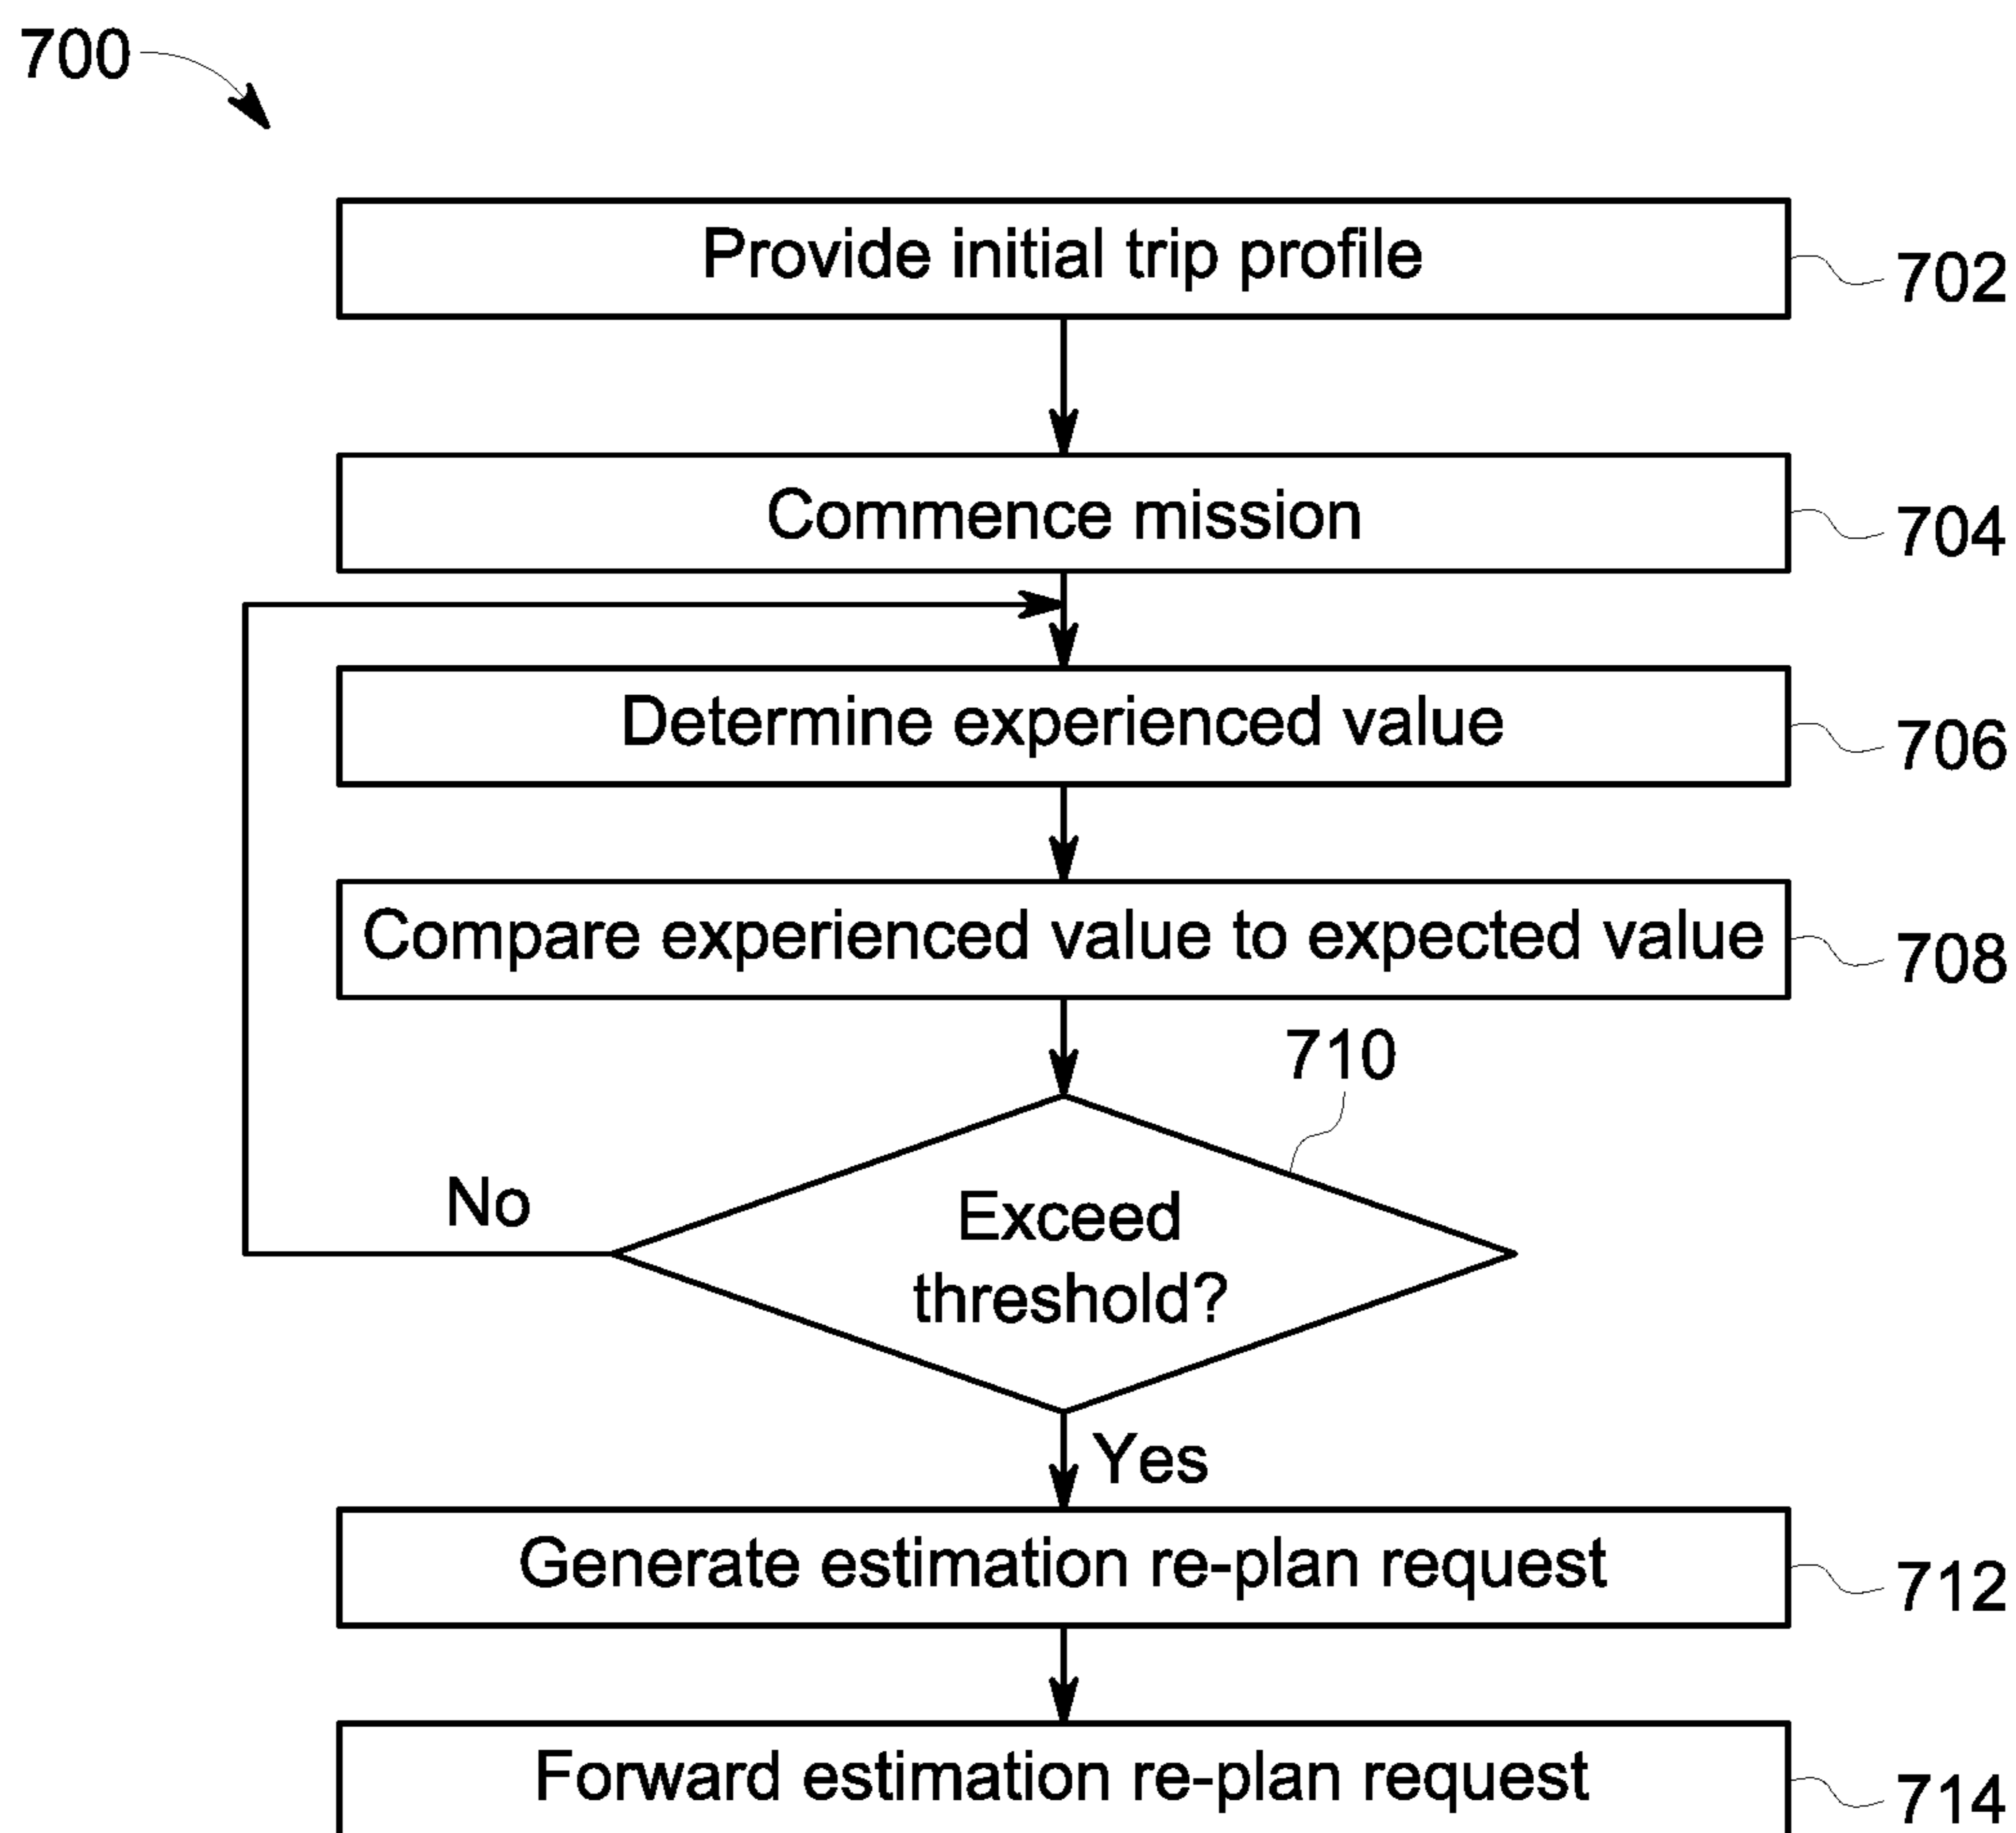 700
Provide initial trip profile
702
Commence mission
704
Determine experienced value
706
Compare experienced value to expected value
708
710
No
Exceed
threshold?
Yes
Generate estimation re-plan request
712
Forward estimation re-plan request
714